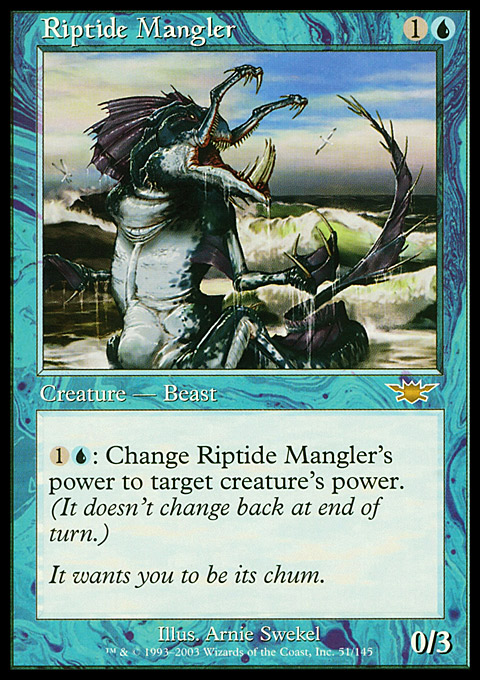 Riptide Mangler 1
Creature — Beast
1: Change Riptide Mangler's
power to target creature's power.
(It doesn't change back at end of
turn.)
It wants you to be its chum.
Illus. Arnie Swekel
™ & © 1993–2003 Wizards of the Coast, Inc. 51/145
0/3